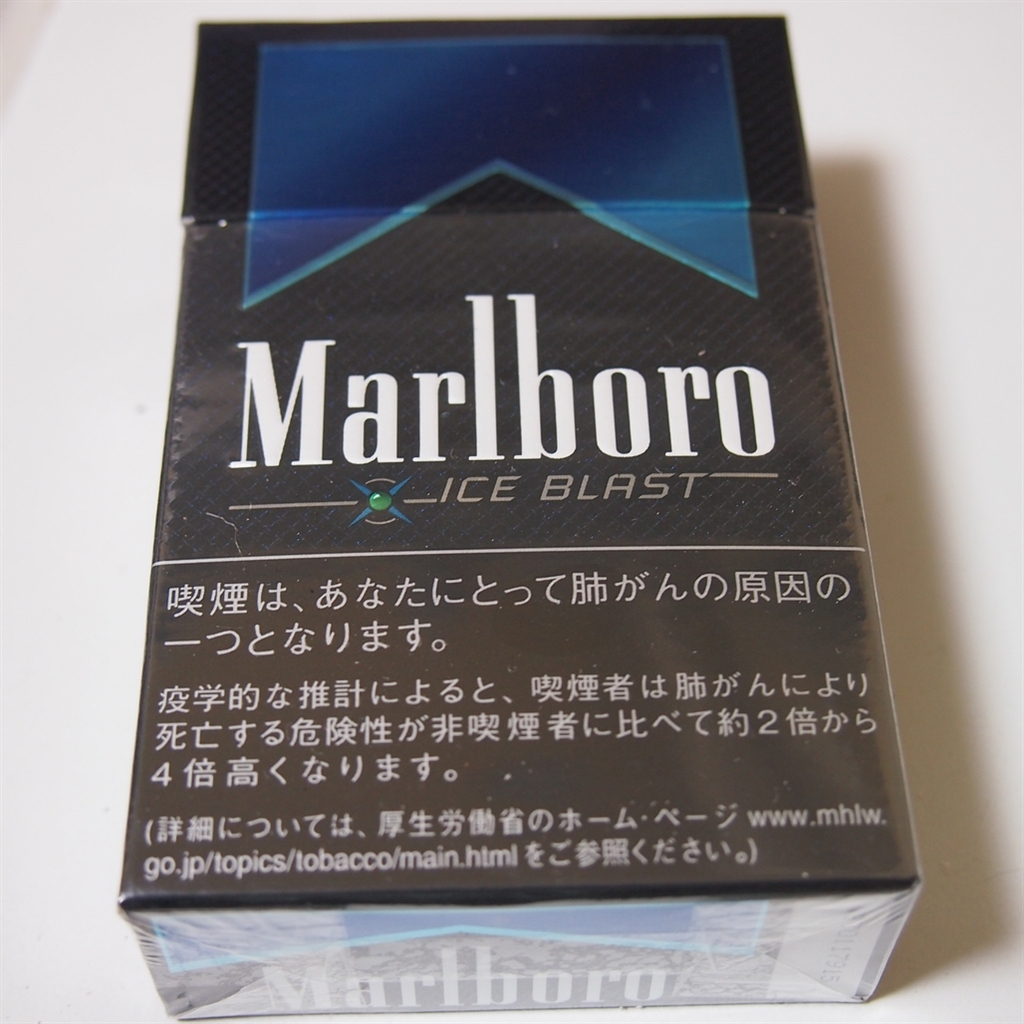 Marlboro
ICE BLAST
喫煙は、あなたにとって肺がんの原因の
一つとなります。
疫学的な推計によると、喫煙者は肺がんにより
死亡する危険性が非喫煙者に比べて約2倍から
4倍高くなります。
(詳細については、厚生労働省のホーム・ページ www.mhlw.
go.jp/topics/tobacco/main.html をご参照ください。)
Marlboro